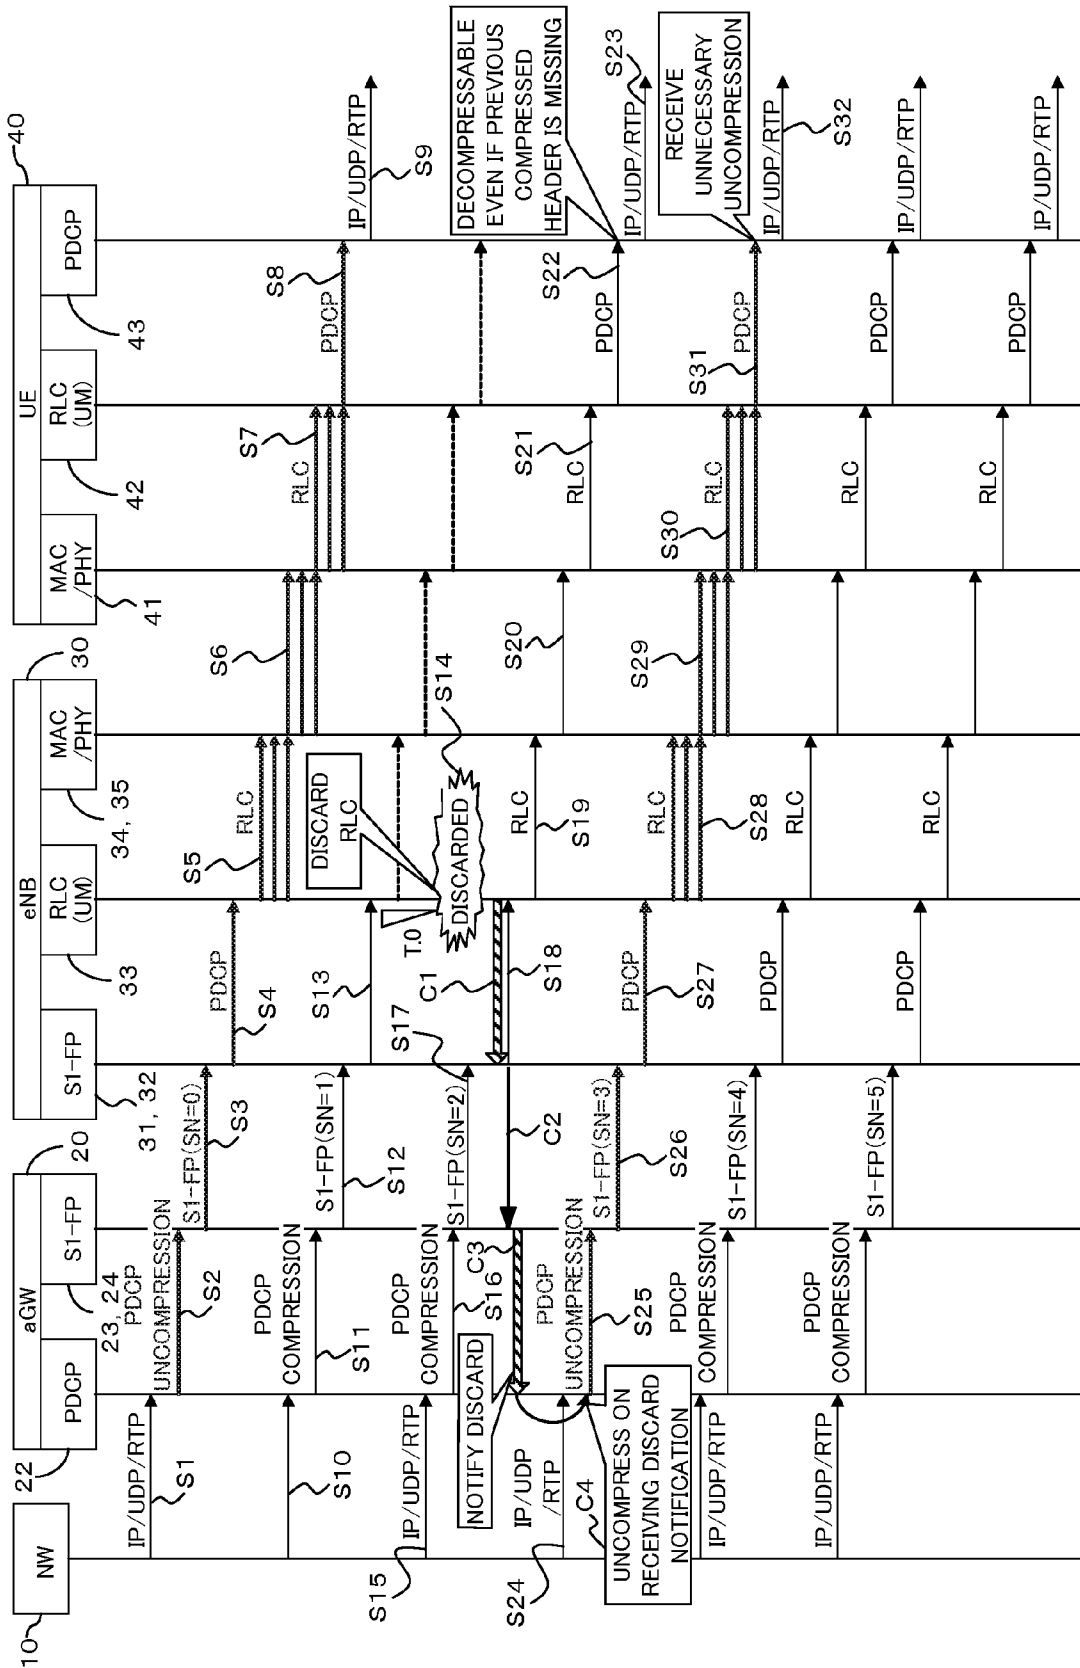 10
NW
22
20
aGW
PDCP
S1-FP
23, 24
30
eNB
S1-FP
RLC
(UM)
MAC
/PHY
31, 32
33
34, 35
40
UE
MAC
/PHY
RLC
(UM)
PDCP
41
42
43
IP/UDP/RTP
S1
PDCP
UNCOMPRESSION
S2
S1-FP(SN=0)
S3
PDCP
S4
RLC
S5
S6
RLC
S7
PDCP
S8
IP/UDP/RTP
S9
S10
PDCP
COMPRESSION
S11
S1-FP(SN=1)
S12
S13
T.O
DISCARD
RLC
DISCARDED
S14
IP/UDP/RTP
S15
PDCP
COMPRESSION
S16
S1-FP(SN=2)
S17
C1
S18
C2
C3
NOTIFY DISCARD
RLC
S19
S20
RLC
S21
PDCP
S22
DECOMPRESSABLE
EVEN IF PREVIOUS
COMPRESSED
HEADER IS MISSING
IP/UDP/RTP
S23
IP/UDP
/RTP
S24
C4
UNCOMPRESS ON
RECEIVING DISCARD
NOTIFICATION
PDCP
UNCOMPRESSION
S25
S1-FP(SN=3)
S26
PDCP
S27
RLC
S28
S29
RLC
S30
PDCP
S31
RECEIVE
UNNECESSARY
UNCOMPRESSION
IP/UDP/RTP
S32
IP/UDP/RTP
PDCP
COMPRESSION
S1-FP(SN=4)
PDCP
RLC
RLC
PDCP
IP/UDP/RTP
IP/UDP/RTP
PDCP
COMPRESSION
S1-FP(SN=5)
PDCP
RLC
RLC
PDCP
IP/UDP/RTP